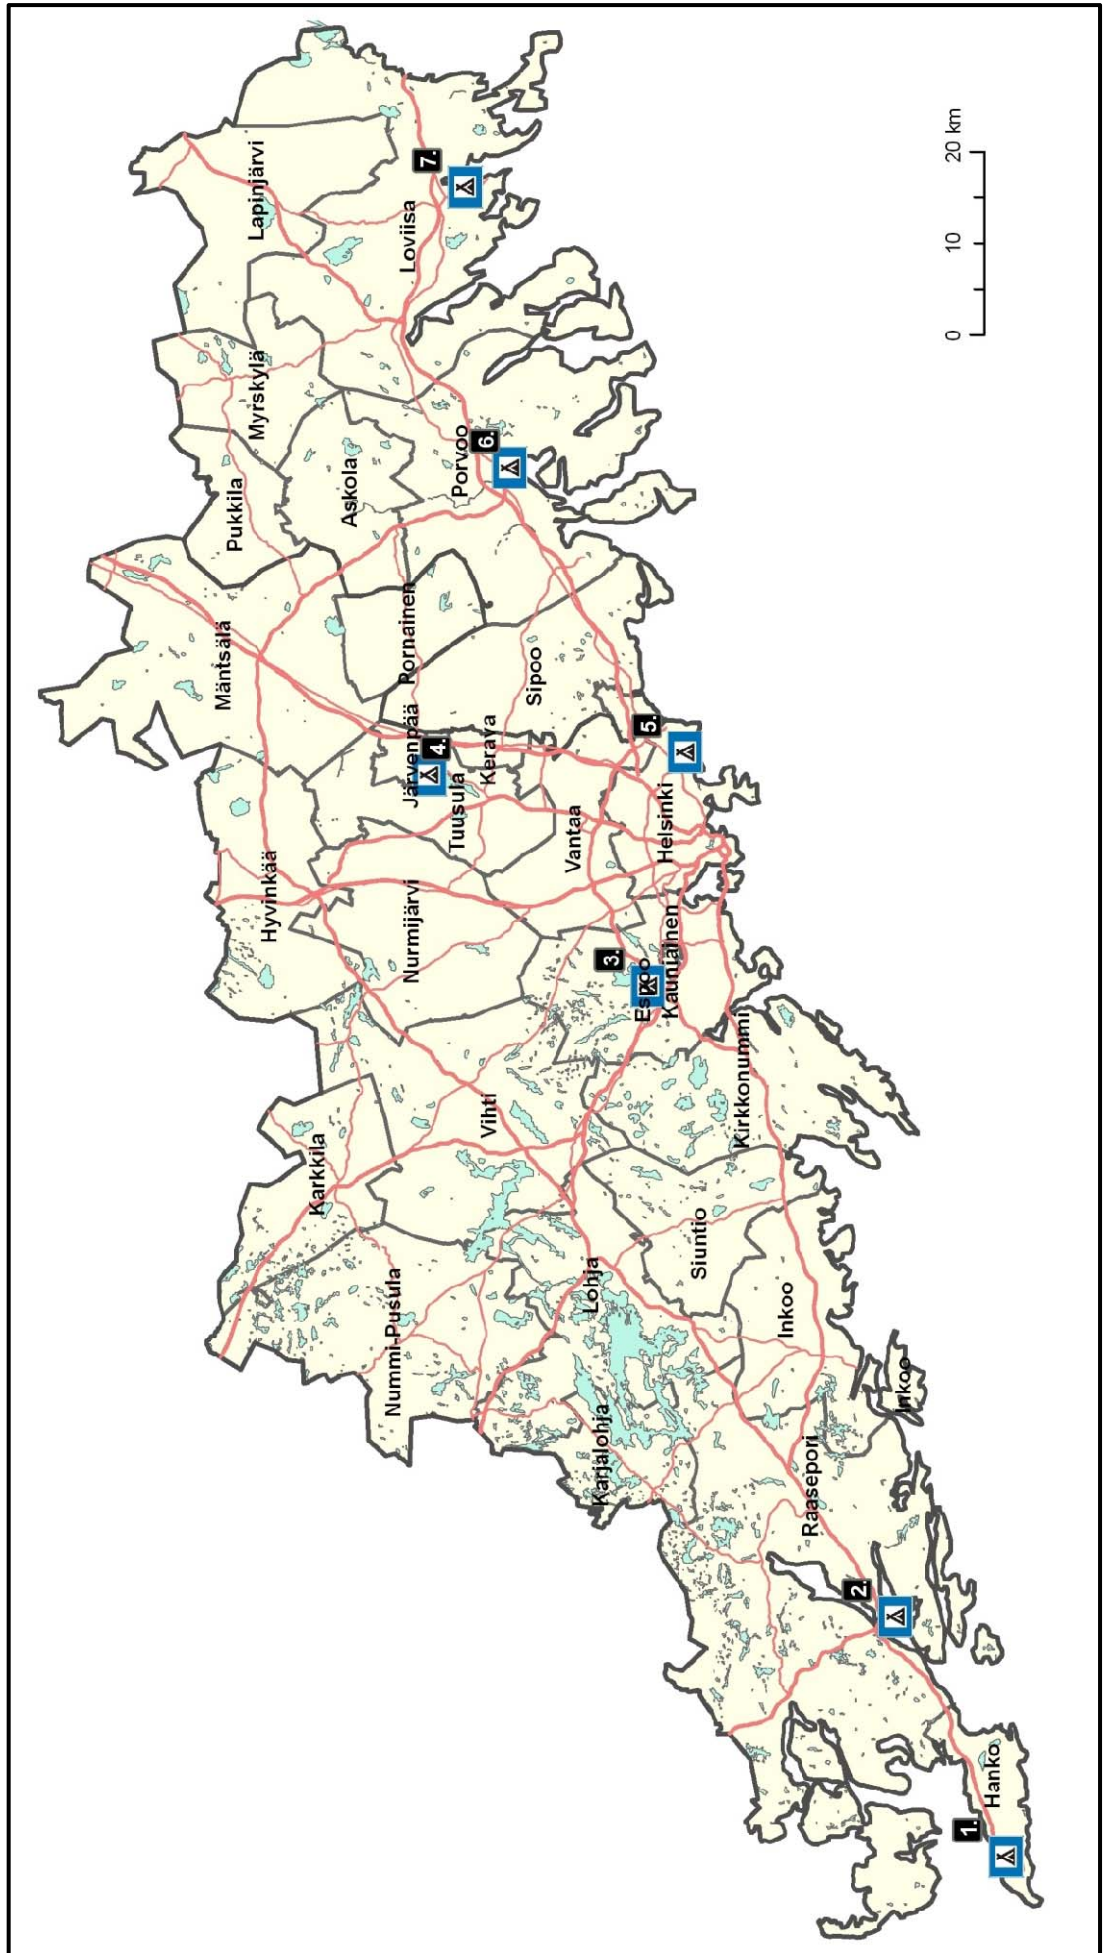 Lapinjärvi
7.
Loviisa
Myrskylä
Pukkila
Askola
Porvoo
6.
Mäntsälä
Pornainen
Sipoo
Järvenpää
4.
Kerava
Tuusula
Hyvinkää
Nurmijärvi
Vantaa
Helsinki
5.
3.
Espoo
Kauniainen
Karkkila
Vihti
Kirkkonummi
Nummi-Pusula
Lohja
Siuntio
Inkoo
Inkoo
Karjalohja
Raasepori
2.
Hanko
1.
0 10 20 km